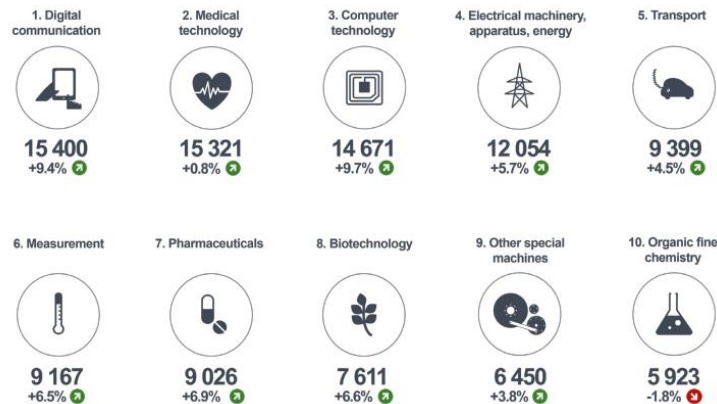 1. Digital
communication
2. Medical
technology
3. Computer
technology
4. Electrical machinery,
apparatus, energy
5. Transport
15 400
+9.4%
15 321
+0.8%
14 671
+9.7%
12 054
+5.7%
9 399
+4.5%
6. Measurement
7. Pharmaceuticals
8. Biotechnology
9. Other special
machines
10. Organic fine
chemistry
9 167
+6.5%
9 026
+6.9%
7 611
+6.6%
6 450
+3.8%
5 923
-1.8%